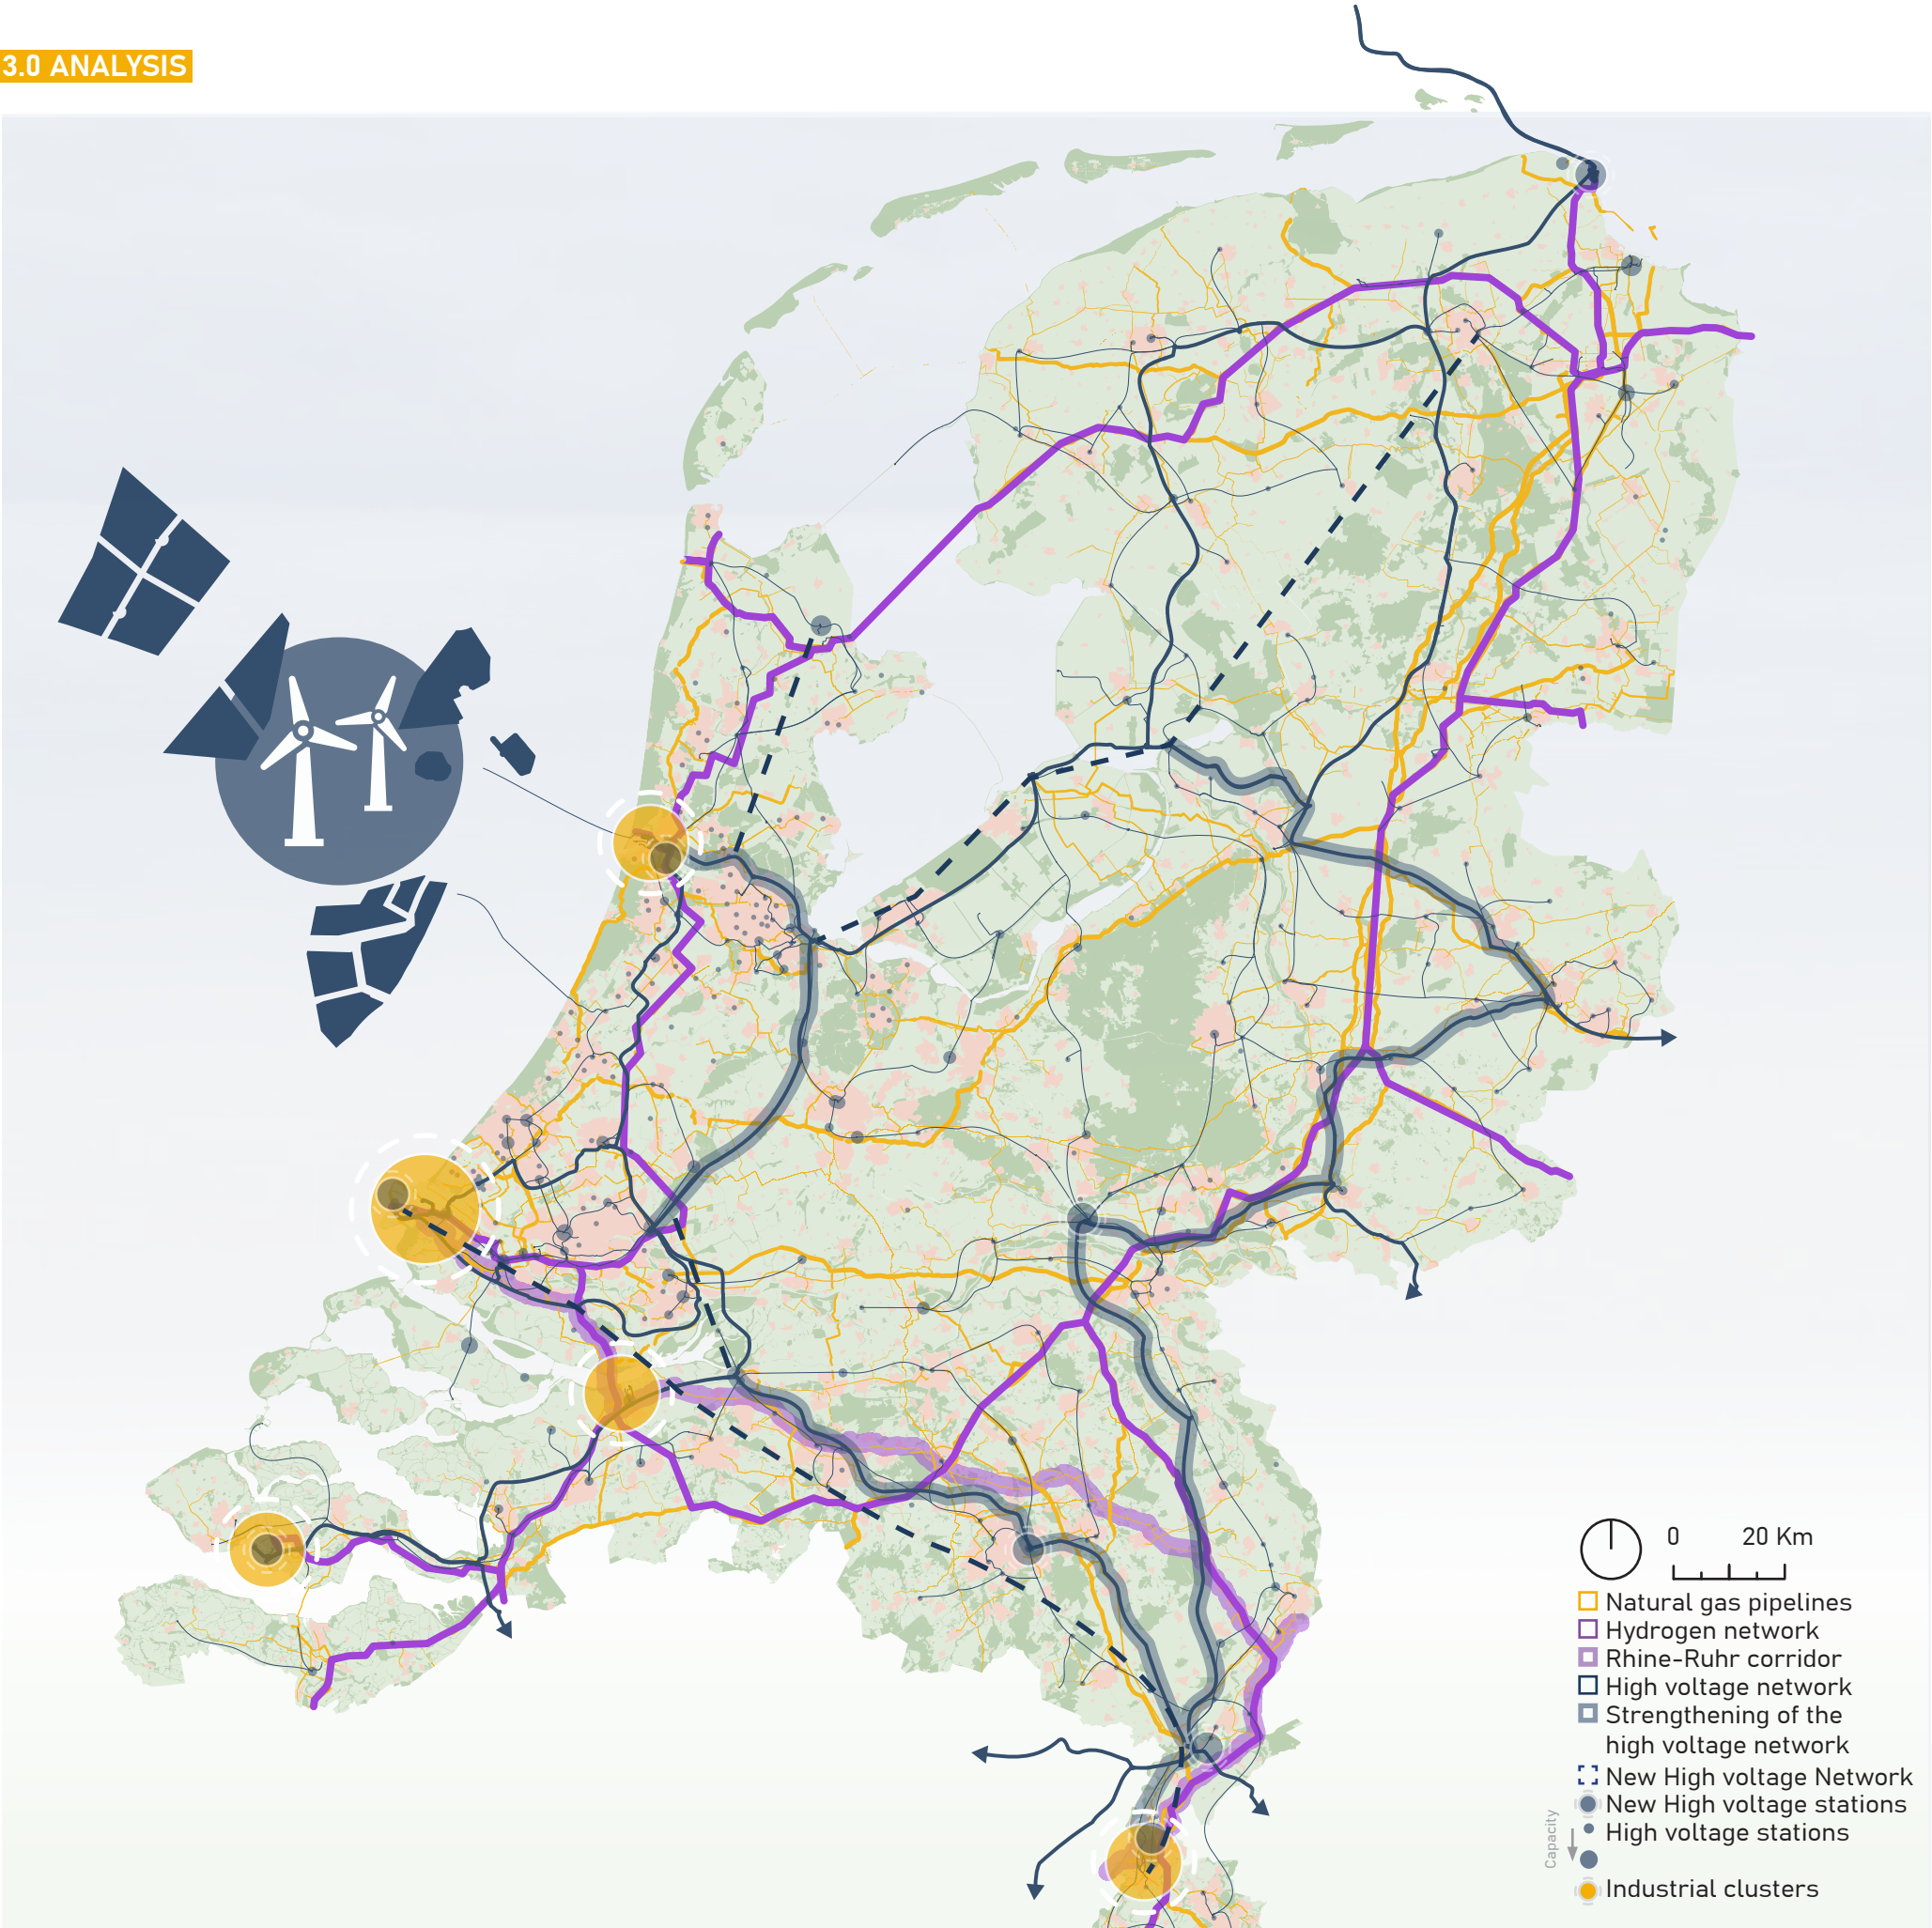 3.0 ANALYSIS
0 20 Km
Natural gas pipelines
Hydrogen network
Rhine-Ruhr corridor
High voltage network
Strengthening of the
high voltage network
New High voltage Network
New High voltage stations
High voltage stations
Capacity
Industrial clusters